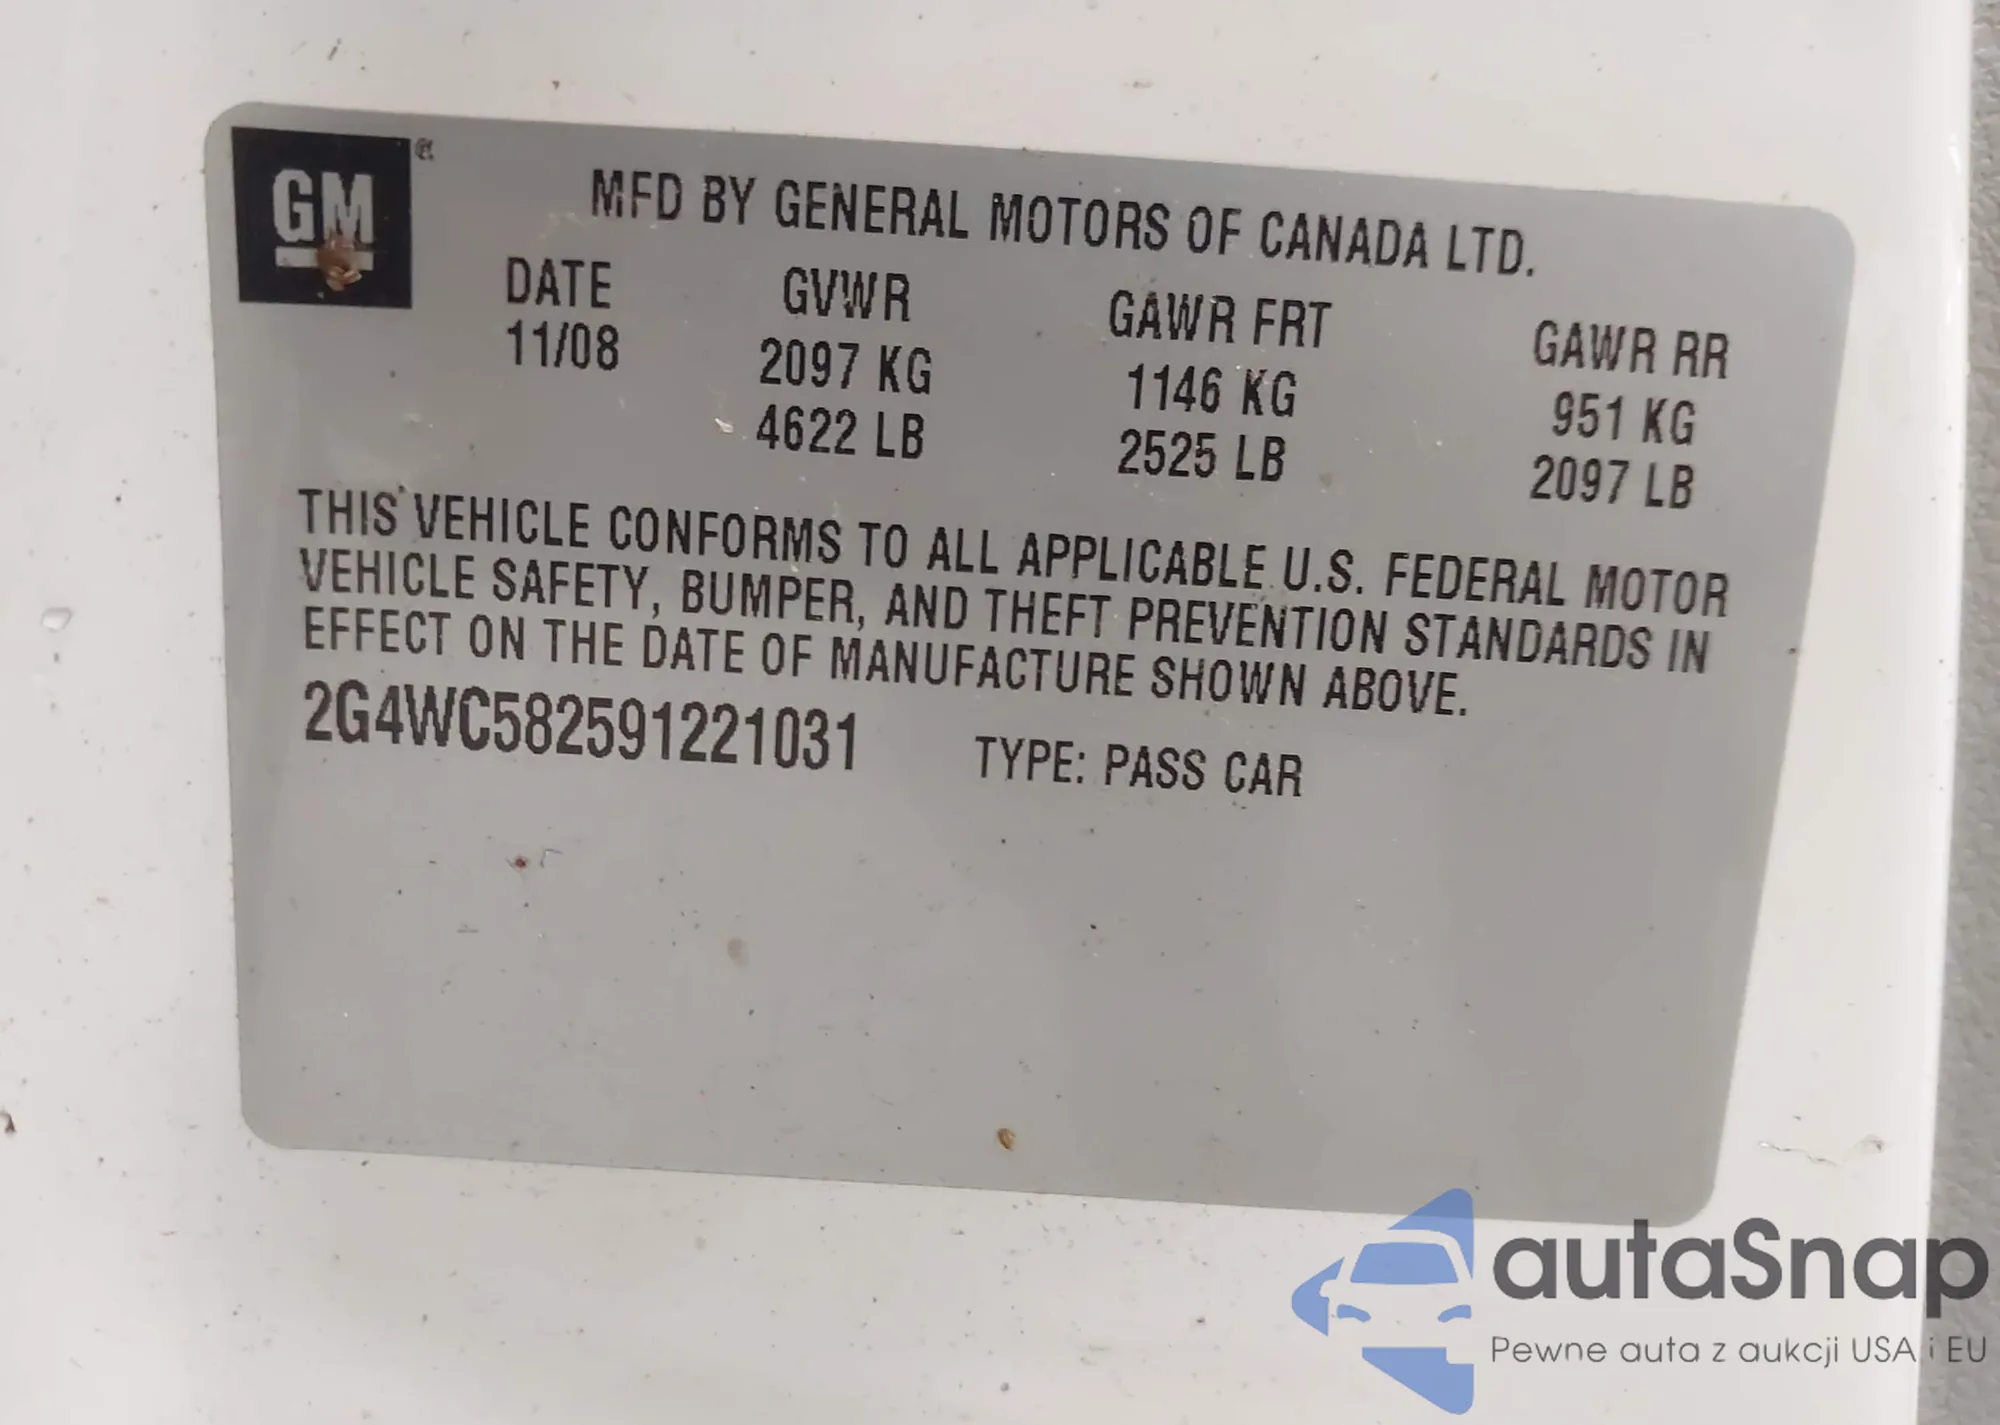 GM
MFD BY GENERAL MOTORS OF CANADA LTD.
DATE GVWR GAWR FRT GAWR RR
11/08 2097 KG 1146 KG 951 KG
4622 LB 2525 LB 2097 LB
THIS VEHICLE CONFORMS TO ALL APPLICABLE U.S. FEDERAL MOTOR
VEHICLE SAFETY, BUMPER, AND THEFT PREVENTION STANDARDS IN
EFFECT ON THE DATE OF MANUFACTURE SHOWN ABOVE.
2G4WC582591221031 TYPE: PASS CAR
autaSnap
Pewne auta z aukcji USA i EU